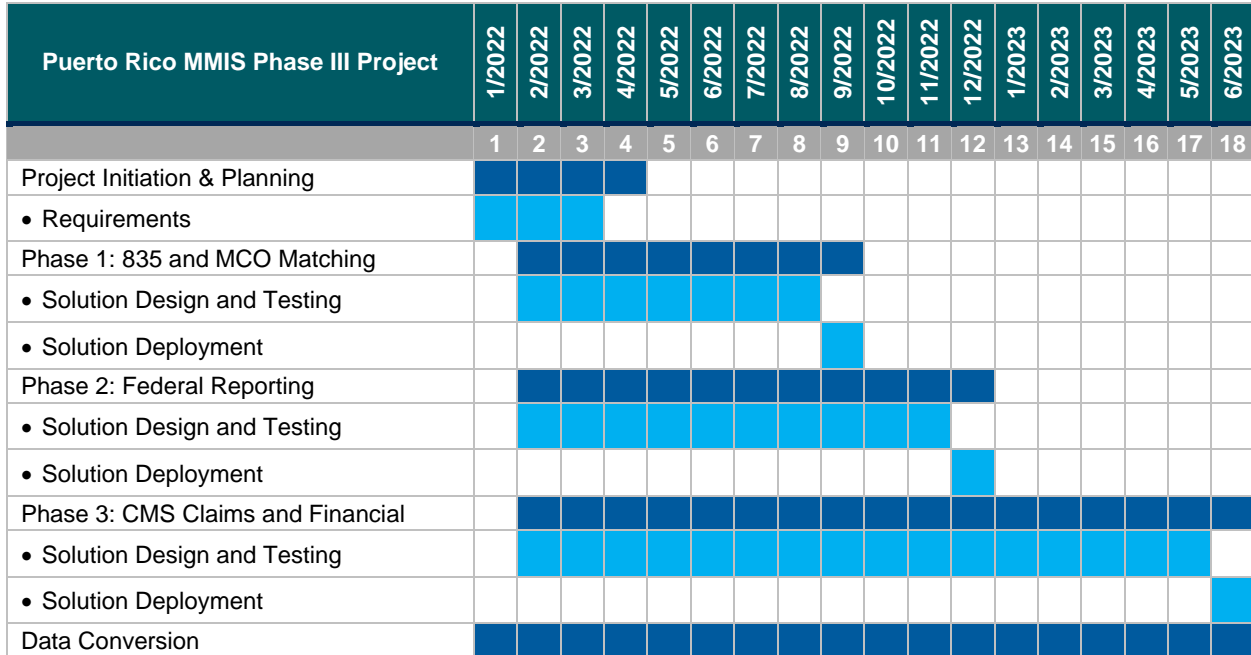 Puerto Rico MMIS Phase III Project 1/2022 2/2022 3/2022 4/2022 5/2022 6/2022 7/2022 8/2022 9/2022 10/2022 11/2022 12/2022 1/2023 2/2023 3/2023 4/2023 5/2023 6/2023
1 2 3 4 5 6 7 8 9 10 11 12 13 14 15 16 17 18
Project Initiation & Planning
• Requirements
Phase 1: 835 and MCO Matching
• Solution Design and Testing
• Solution Deployment
Phase 2: Federal Reporting
• Solution Design and Testing
• Solution Deployment
Phase 3: CMS Claims and Financial
• Solution Design and Testing
• Solution Deployment
Data Conversion